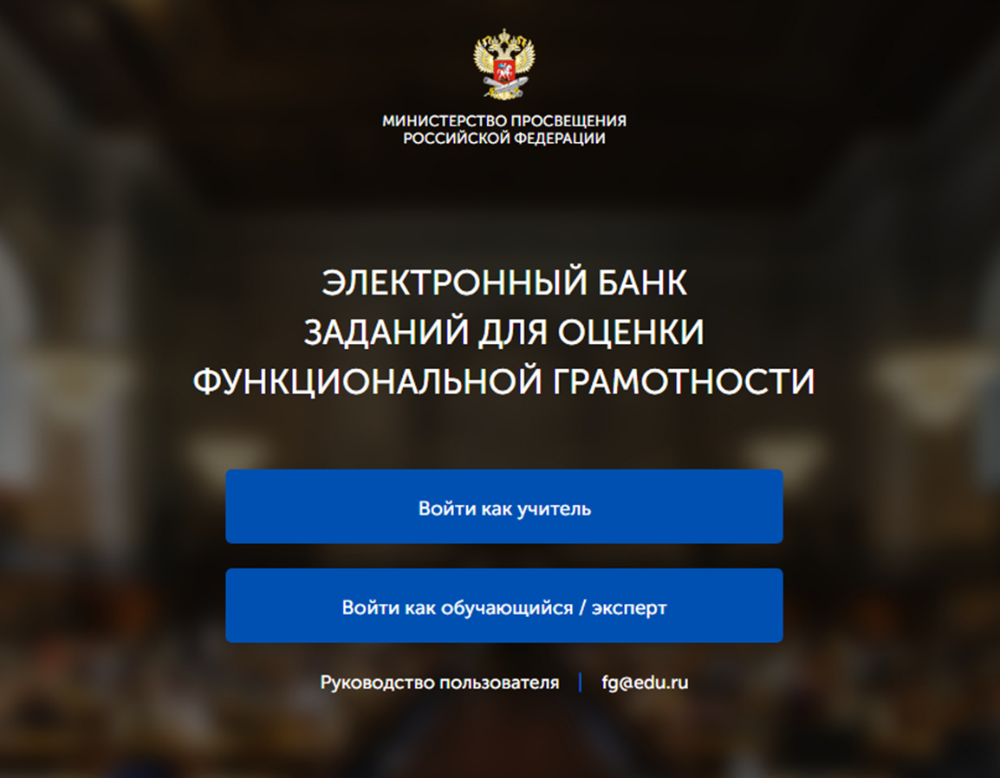 МИНИСТЕРСТВО ПРОСВЕЩЕНИЯ
РОССИЙСКОЙ ФЕДЕРАЦИИ
ЭЛЕКТРОННЫЙ БАНК
ЗАДАНИЙ ДЛЯ ОЦЕНКИ
ФУНКЦИОНАЛЬНОЙ ГРАМОТНОСТИ
Войти как учитель
Войти как обучающийся / эксперт
Руководство пользователя | fg@edu.ru